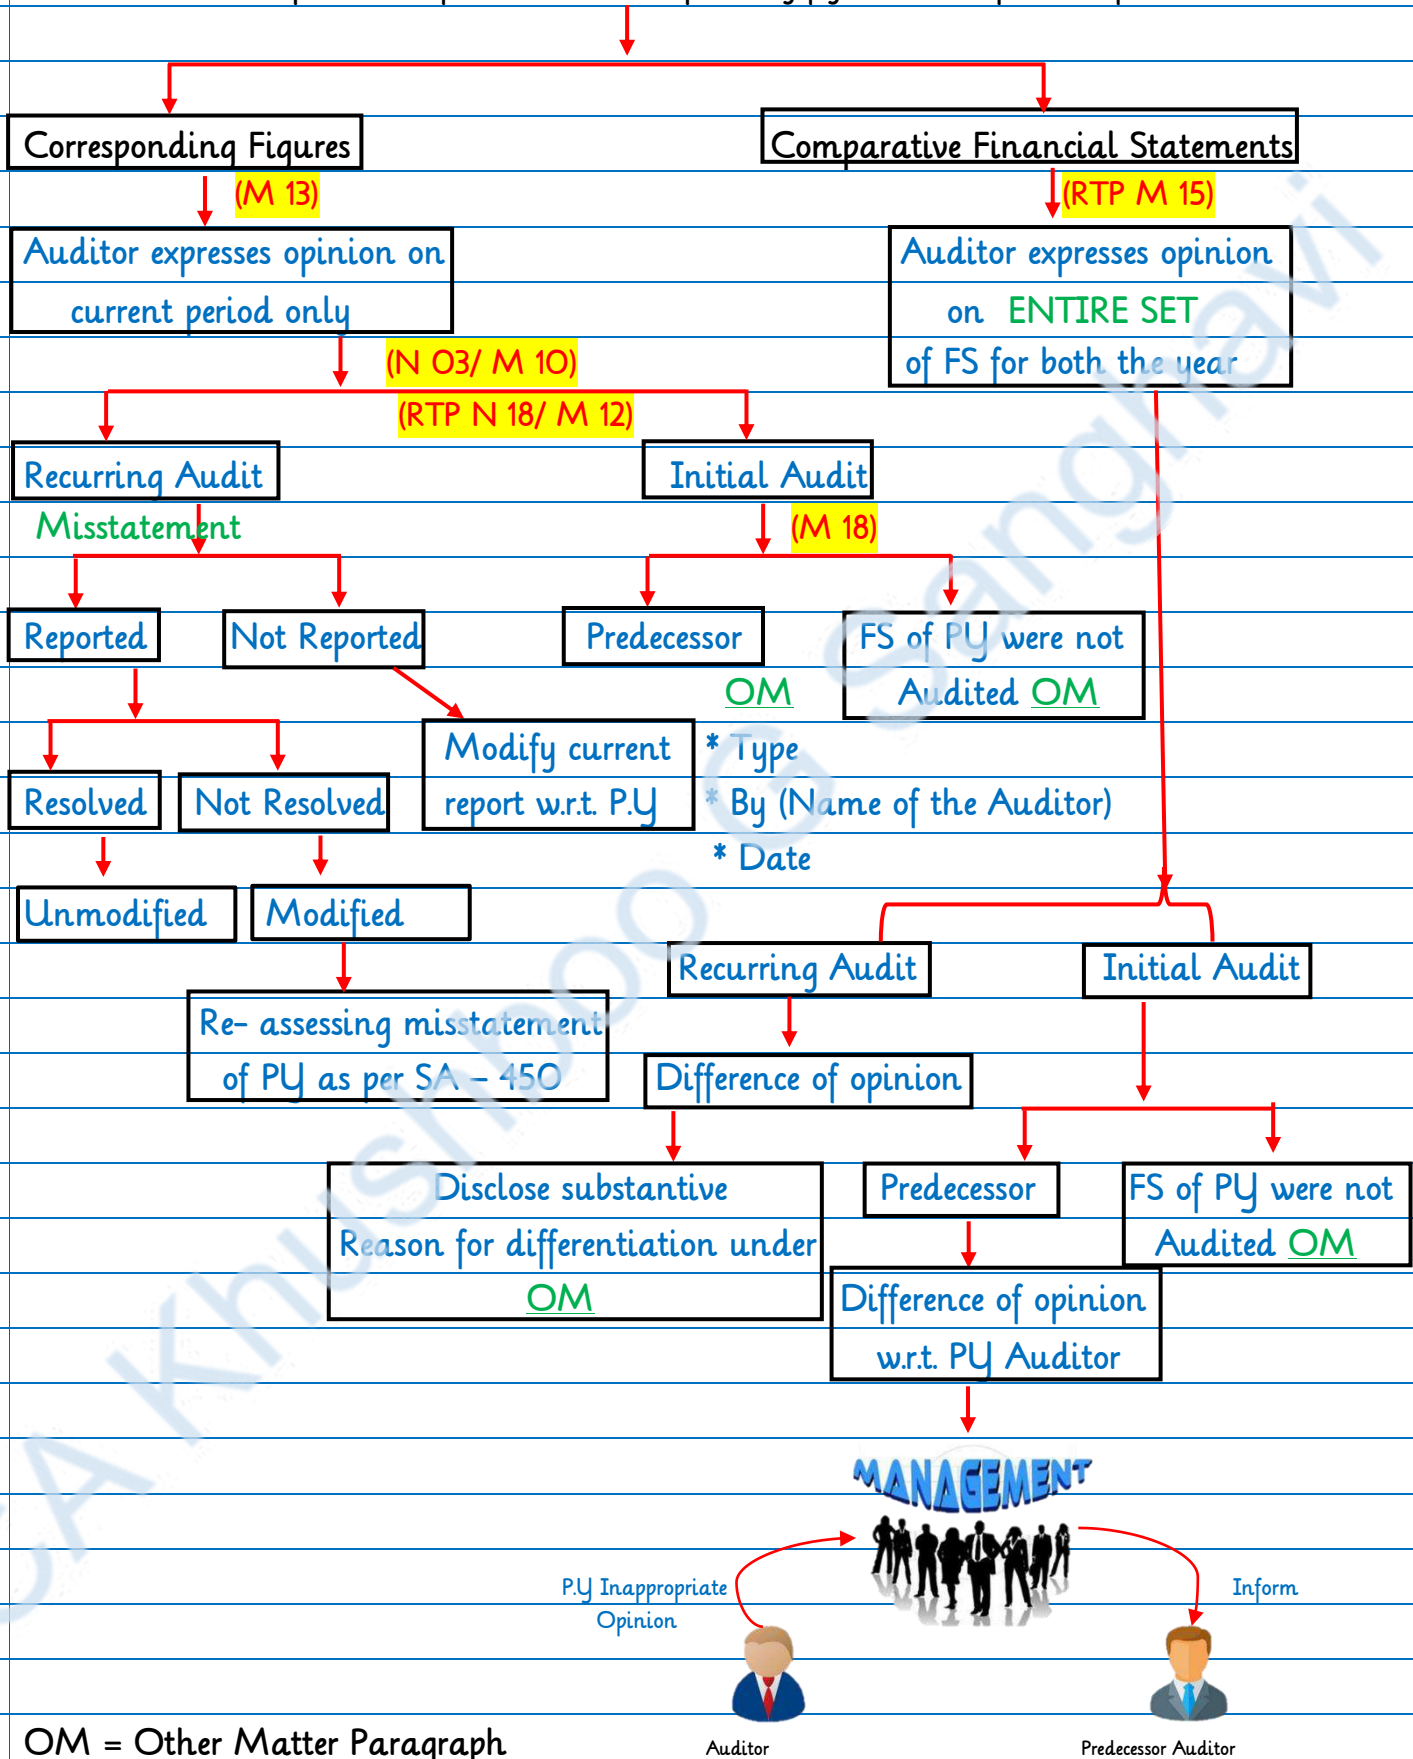 Corresponding Figures
Comparative Financial Statements
(M 13)
(RTP M 15)
Auditor expresses opinion on
current period only
Auditor expresses opinion
on ENTIRE SET
of FS for both the year
(N 03/ M 10)
(RTP N 18/ M 12)
Recurring Audit
Initial Audit
Misstatement
(M 18)
Reported
Not Reported
Predecessor
FS of PY were not
Audited OM
OM
Modify current
report w.r.t. P.Y
* Type
* By (Name of the Auditor)
* Date
Resolved
Not Resolved
Unmodified
Modified
Re- assessing misstatement
of PY as per SA – 450
Recurring Audit
Initial Audit
Difference of opinion
Disclose substantive
Reason for differentiation under
OM
Predecessor
FS of PY were not
Audited OM
Difference of opinion
w.r.t. PY Auditor
MANAGEMENT
P.Y Inappropriate
Opinion
Inform
OM = Other Matter Paragraph
Auditor
Predecessor Auditor
CA Khushboo G Sanghavi